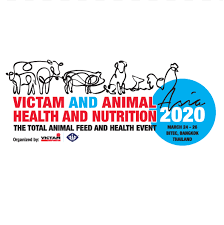 VICTAM AND ANIMAL
HEALTH AND NUTRITION
THE TOTAL ANIMAL FEED AND HEALTH EVENT
Organized by: VICTAM
Asia
2020
MARCH 24 - 26
BITEC, BANGKOK
THAILAND